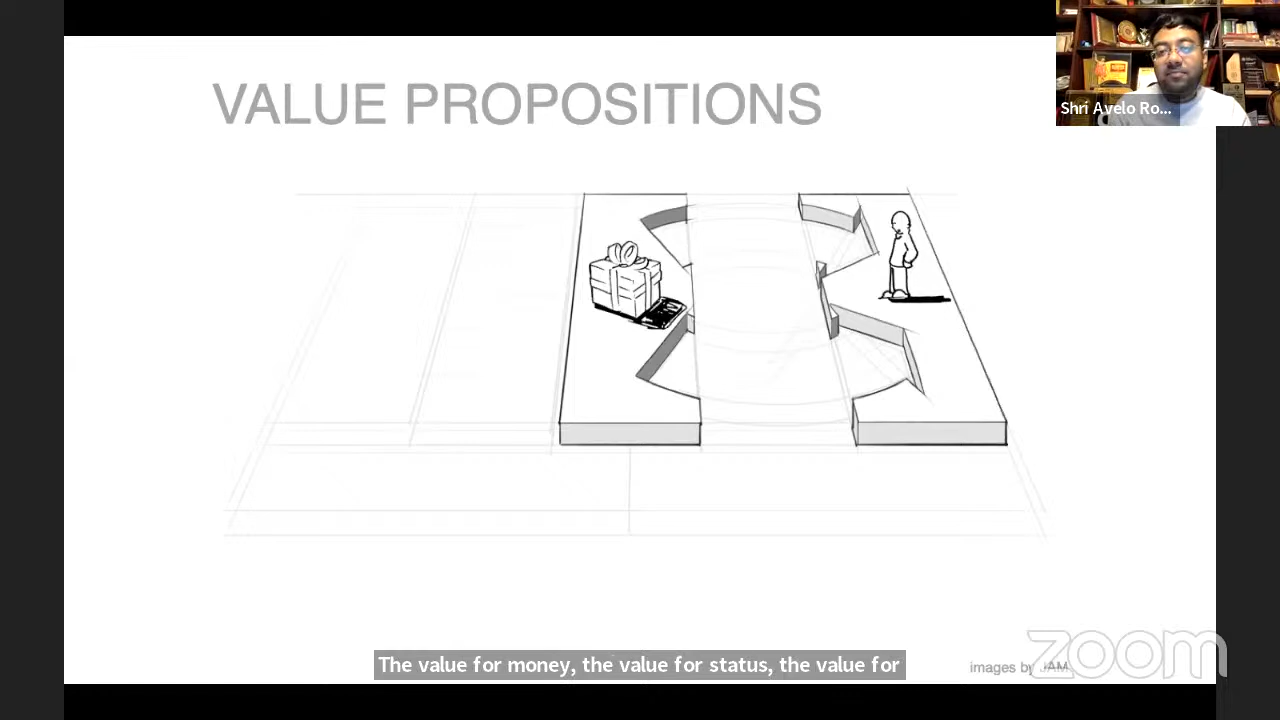 VALUE PROPOSITIONS
Shri Avelo Ro...
The value for money, the value for status, the value for
images by JAM
zoom